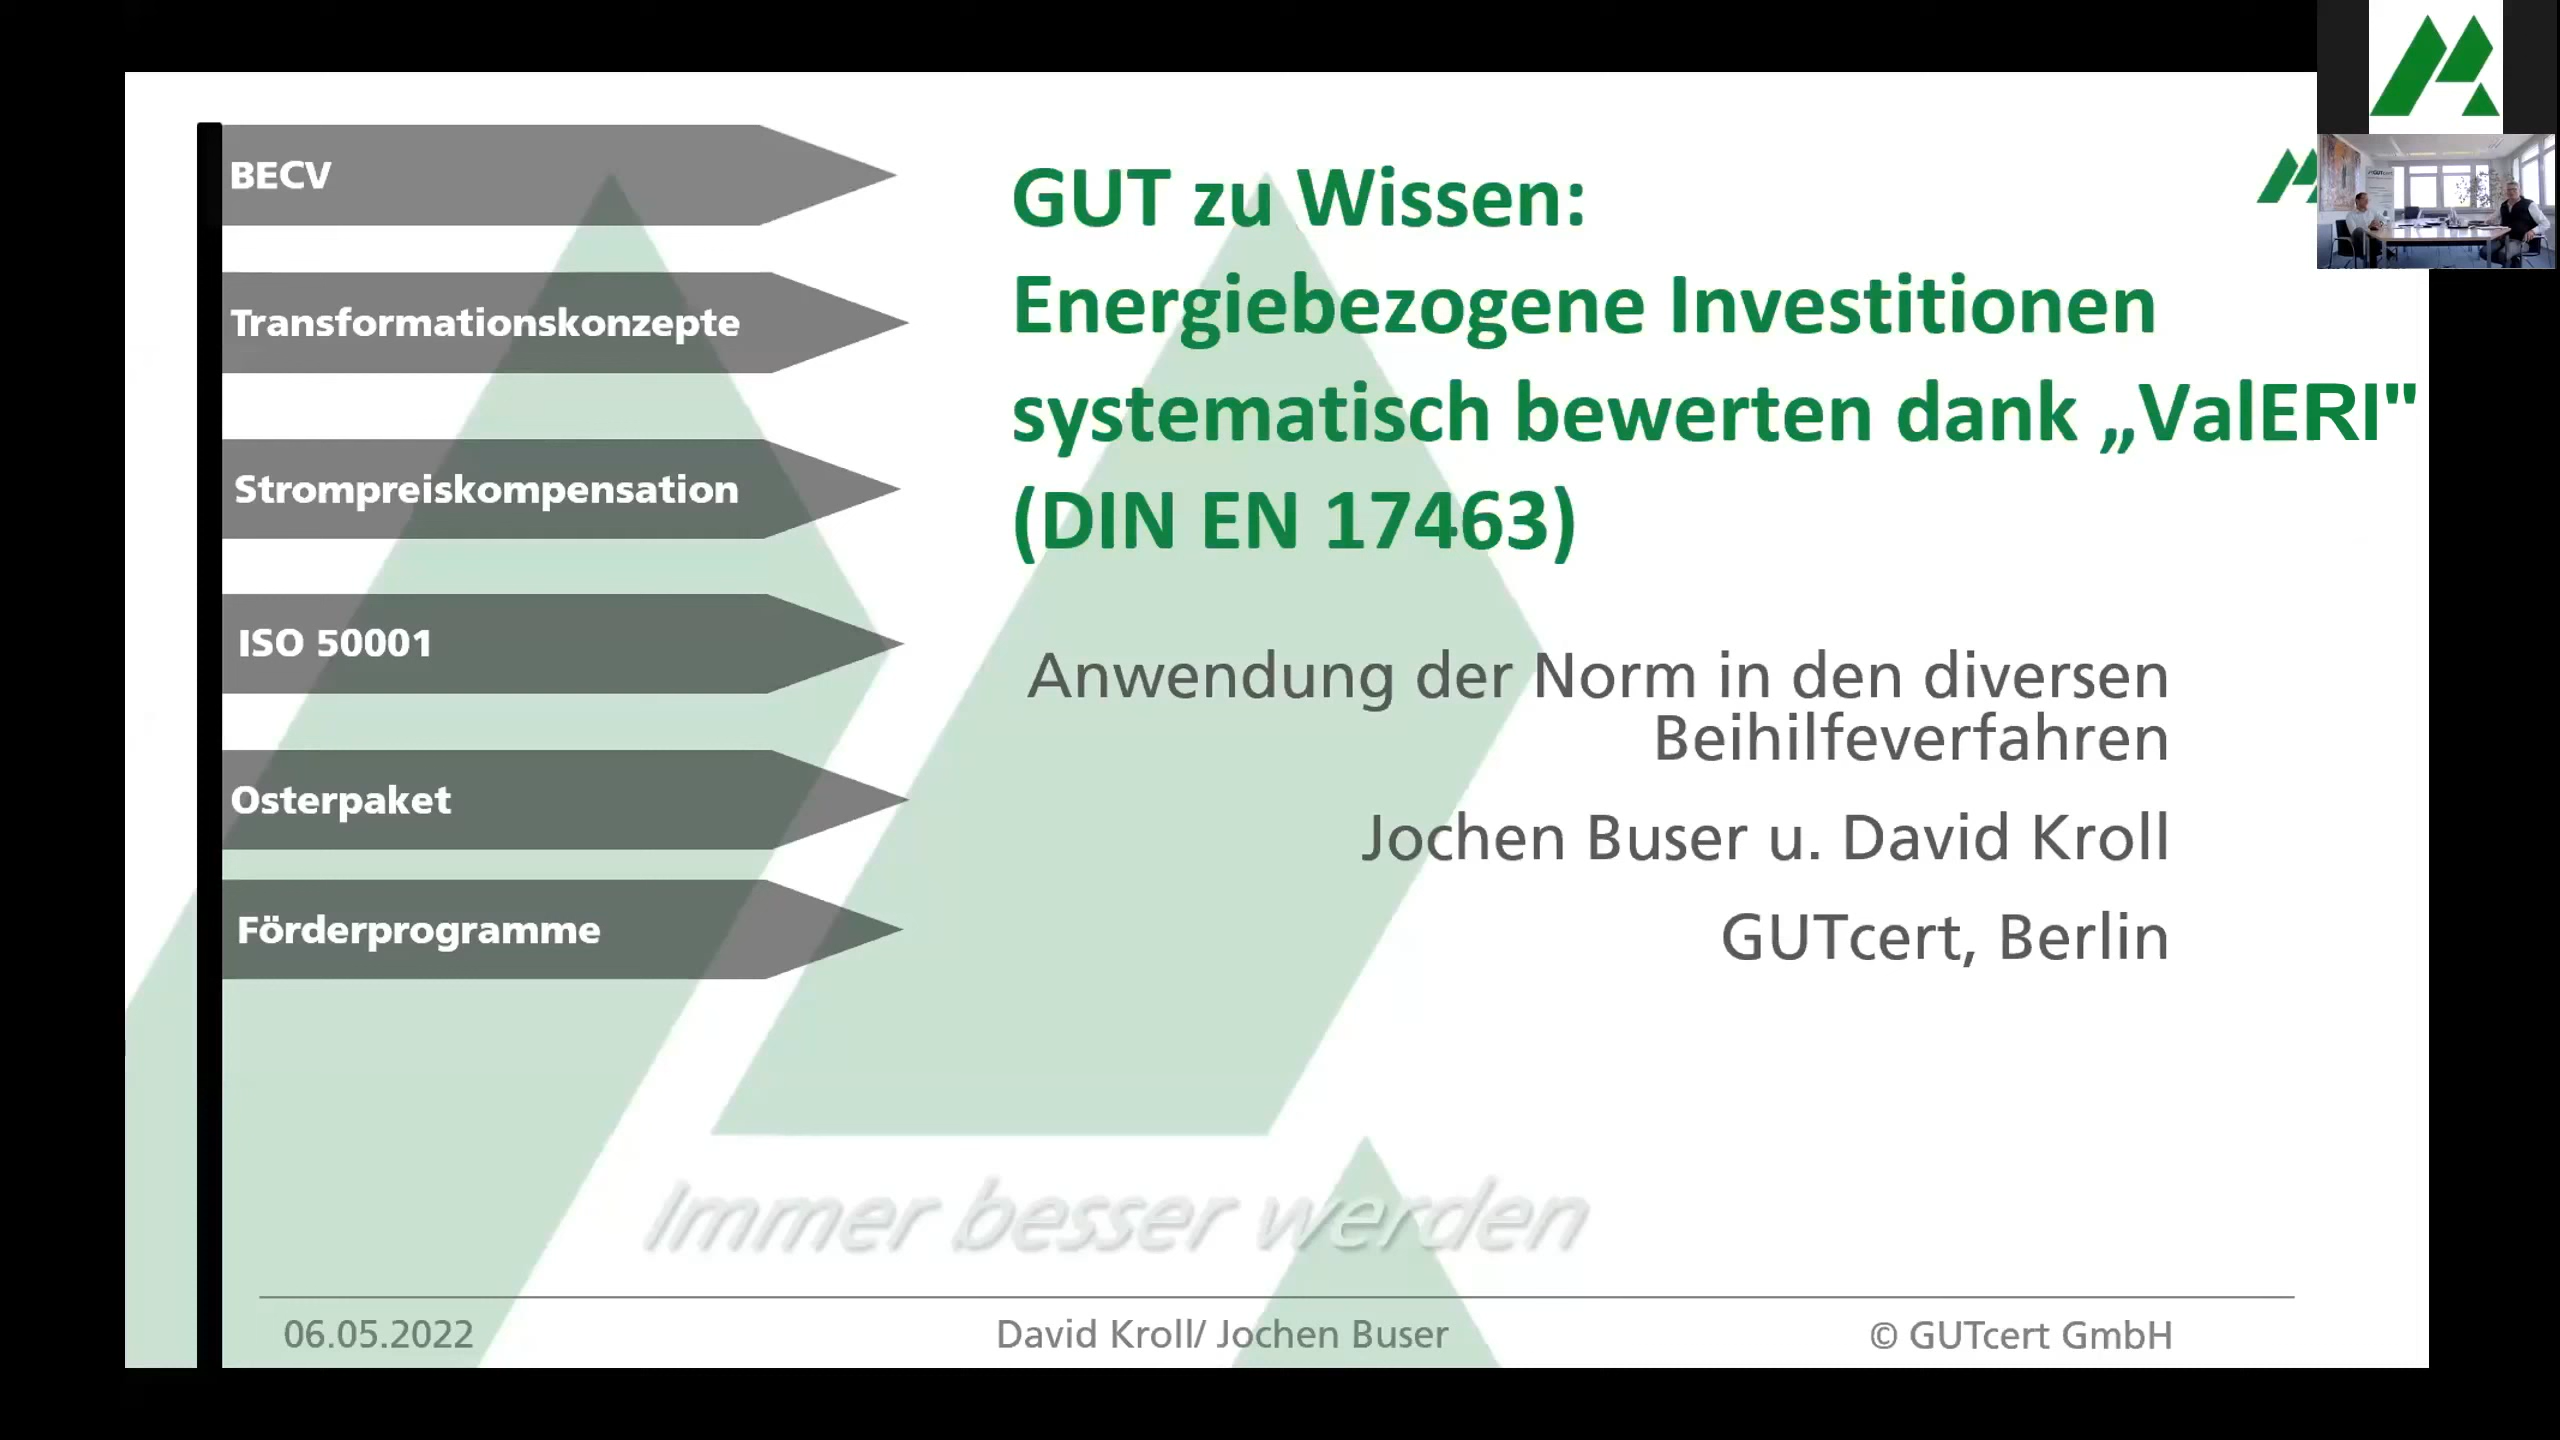 BECV
Transformationskonzepte
Strompreiskompensation
ISO 50001
Osterpaket
Förderprogramme
GUT zu Wissen:
Energiebezogene Investitionen
systematisch bewerten dank „ValERI"
(DIN EN 17463)
Anwendung der Norm in den diversen
Beihilfeverfahren
Jochen Buser u. David Kroll
GUTcert, Berlin
Immer besser werden
06.05.2022
David Kroll/ Jochen Buser
© GUTcert GmbH